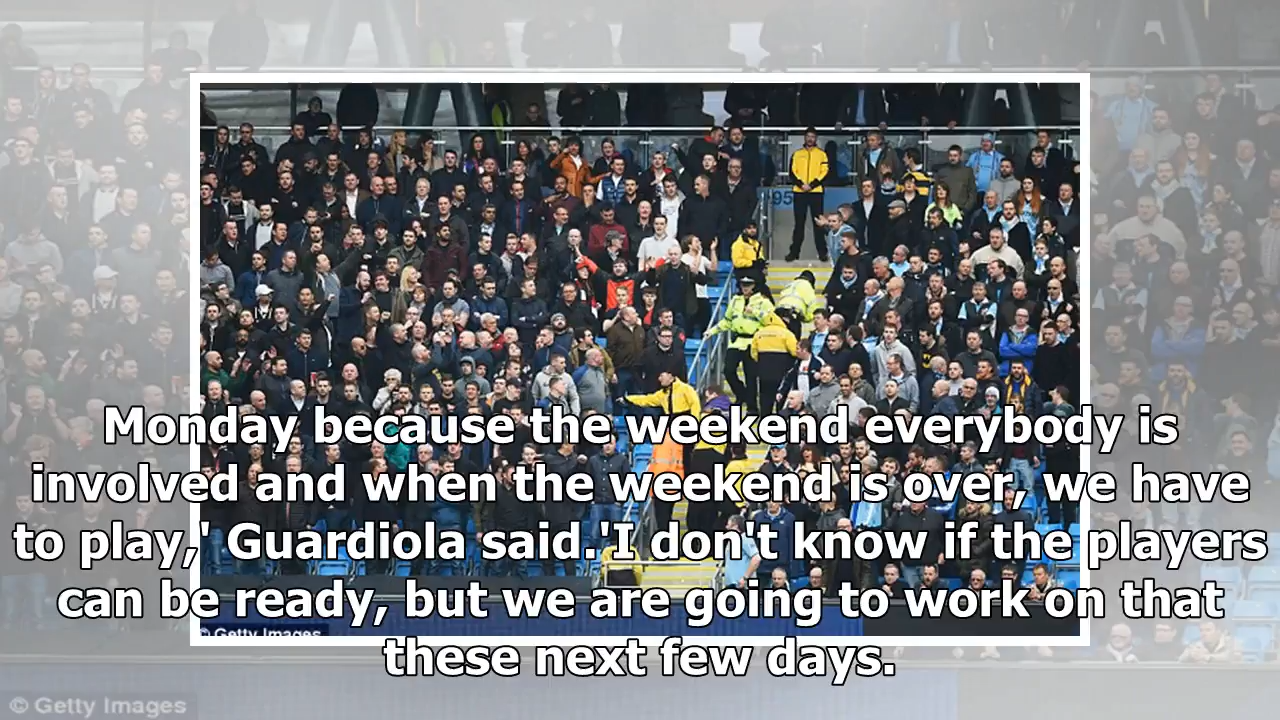 95
Monday because the weekend everybody is
involved and when the weekend is over, we have
to play,' Guardiola said.'I don't know if the players
can be ready, but we are going to work on that
these next few days.
© Getty Images
© Getty Images